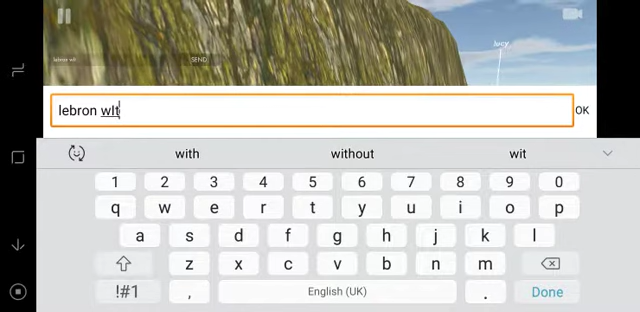 lucy
lebron wit
SEND
lebron wIt
OK
with without wit
1 2 3 4 5 6 7 8 9 0
q w e r t y u i o p
a s d f g h j k l
z x c v b n m
!#1 , English (UK) . Done